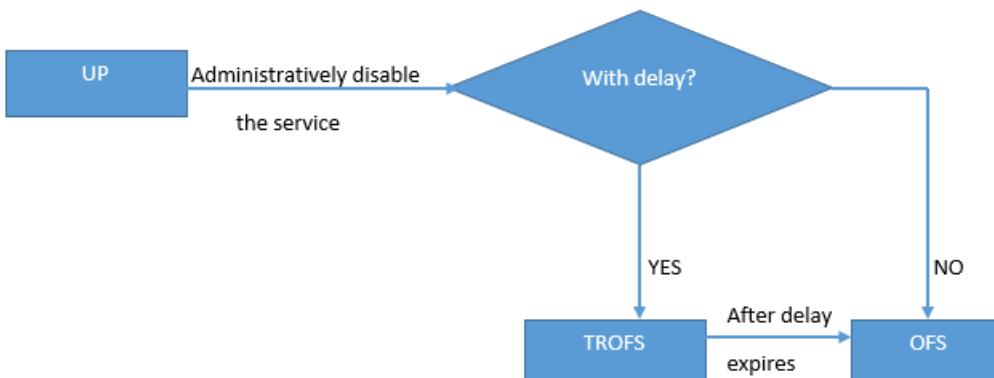 UP
Administratively disable
the service
With delay?
YES
NO
TROFS
After delay
expires
OFS